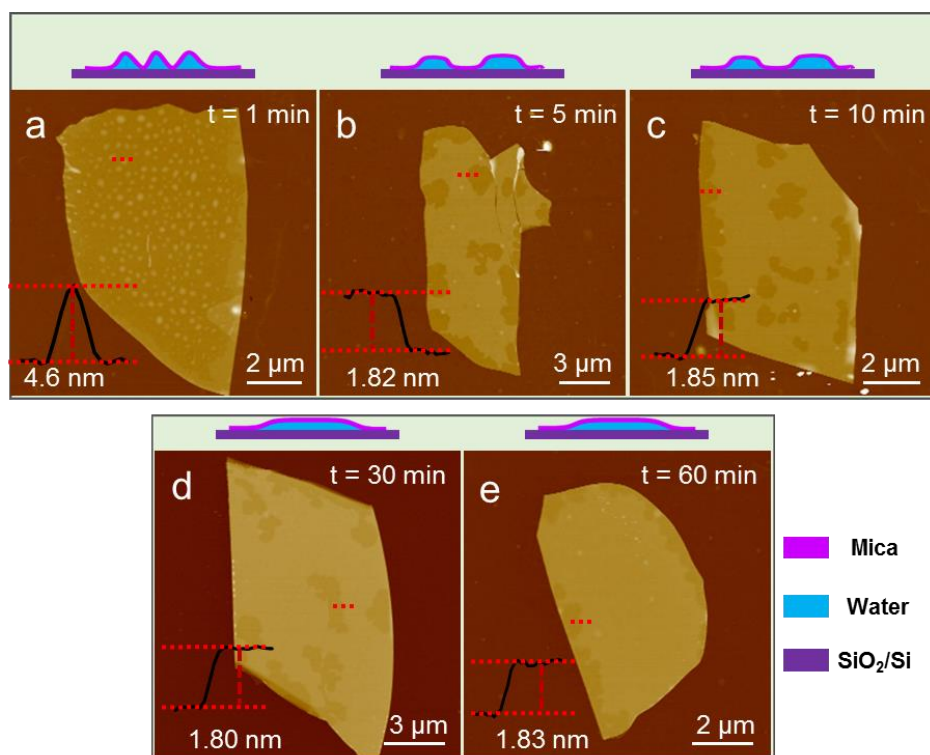 a
t = 1 min
4.6 nm
2 μm
b
t = 5 min
1.82 nm
3 μm
c
t = 10 min
1.85 nm
2 μm
d
t = 30 min
1.80 nm
3 μm
e
t = 60 min
1.83 nm
2 μm
Mica
Water
SiO₂/Si